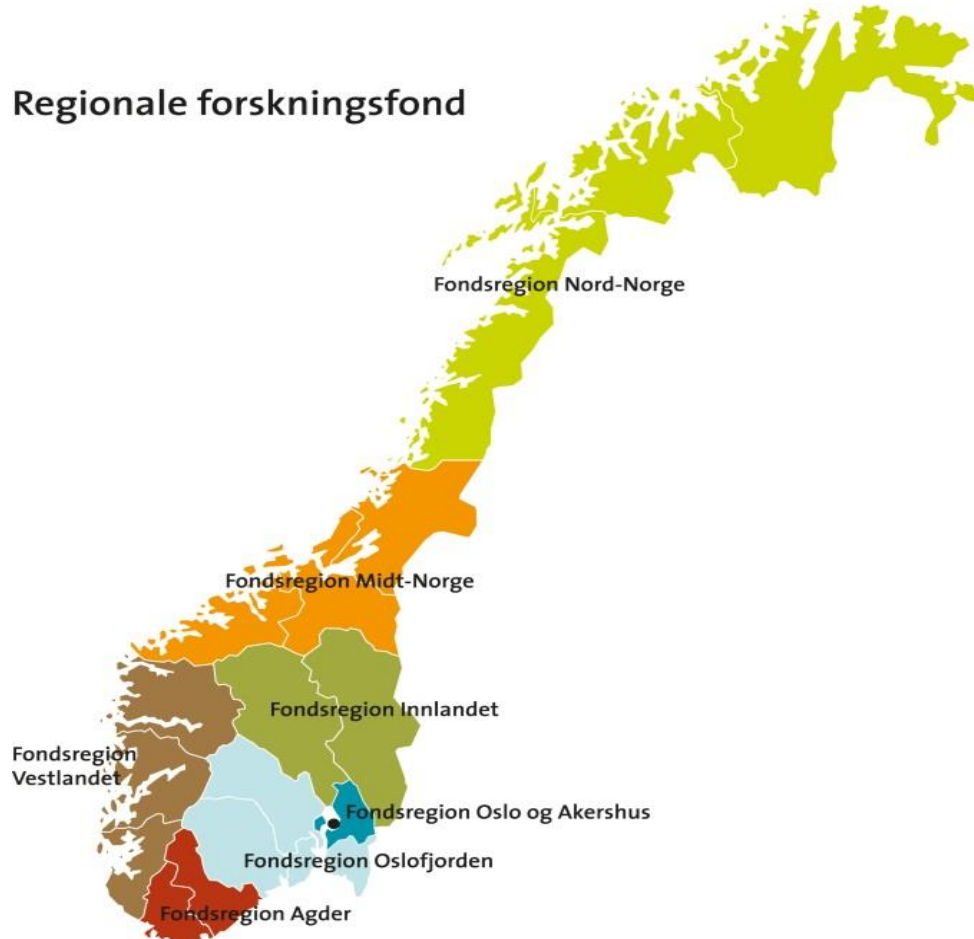 Regionale forskningsfond
Fondsregion Nord-Norge
Fondsregion Midt-Norge
Fondsregion Innlandet
Fondsregion
Vestlandet
Fondsregion Oslo og Akershus
Fondsregion Oslofjorden
Fondsregion Agder